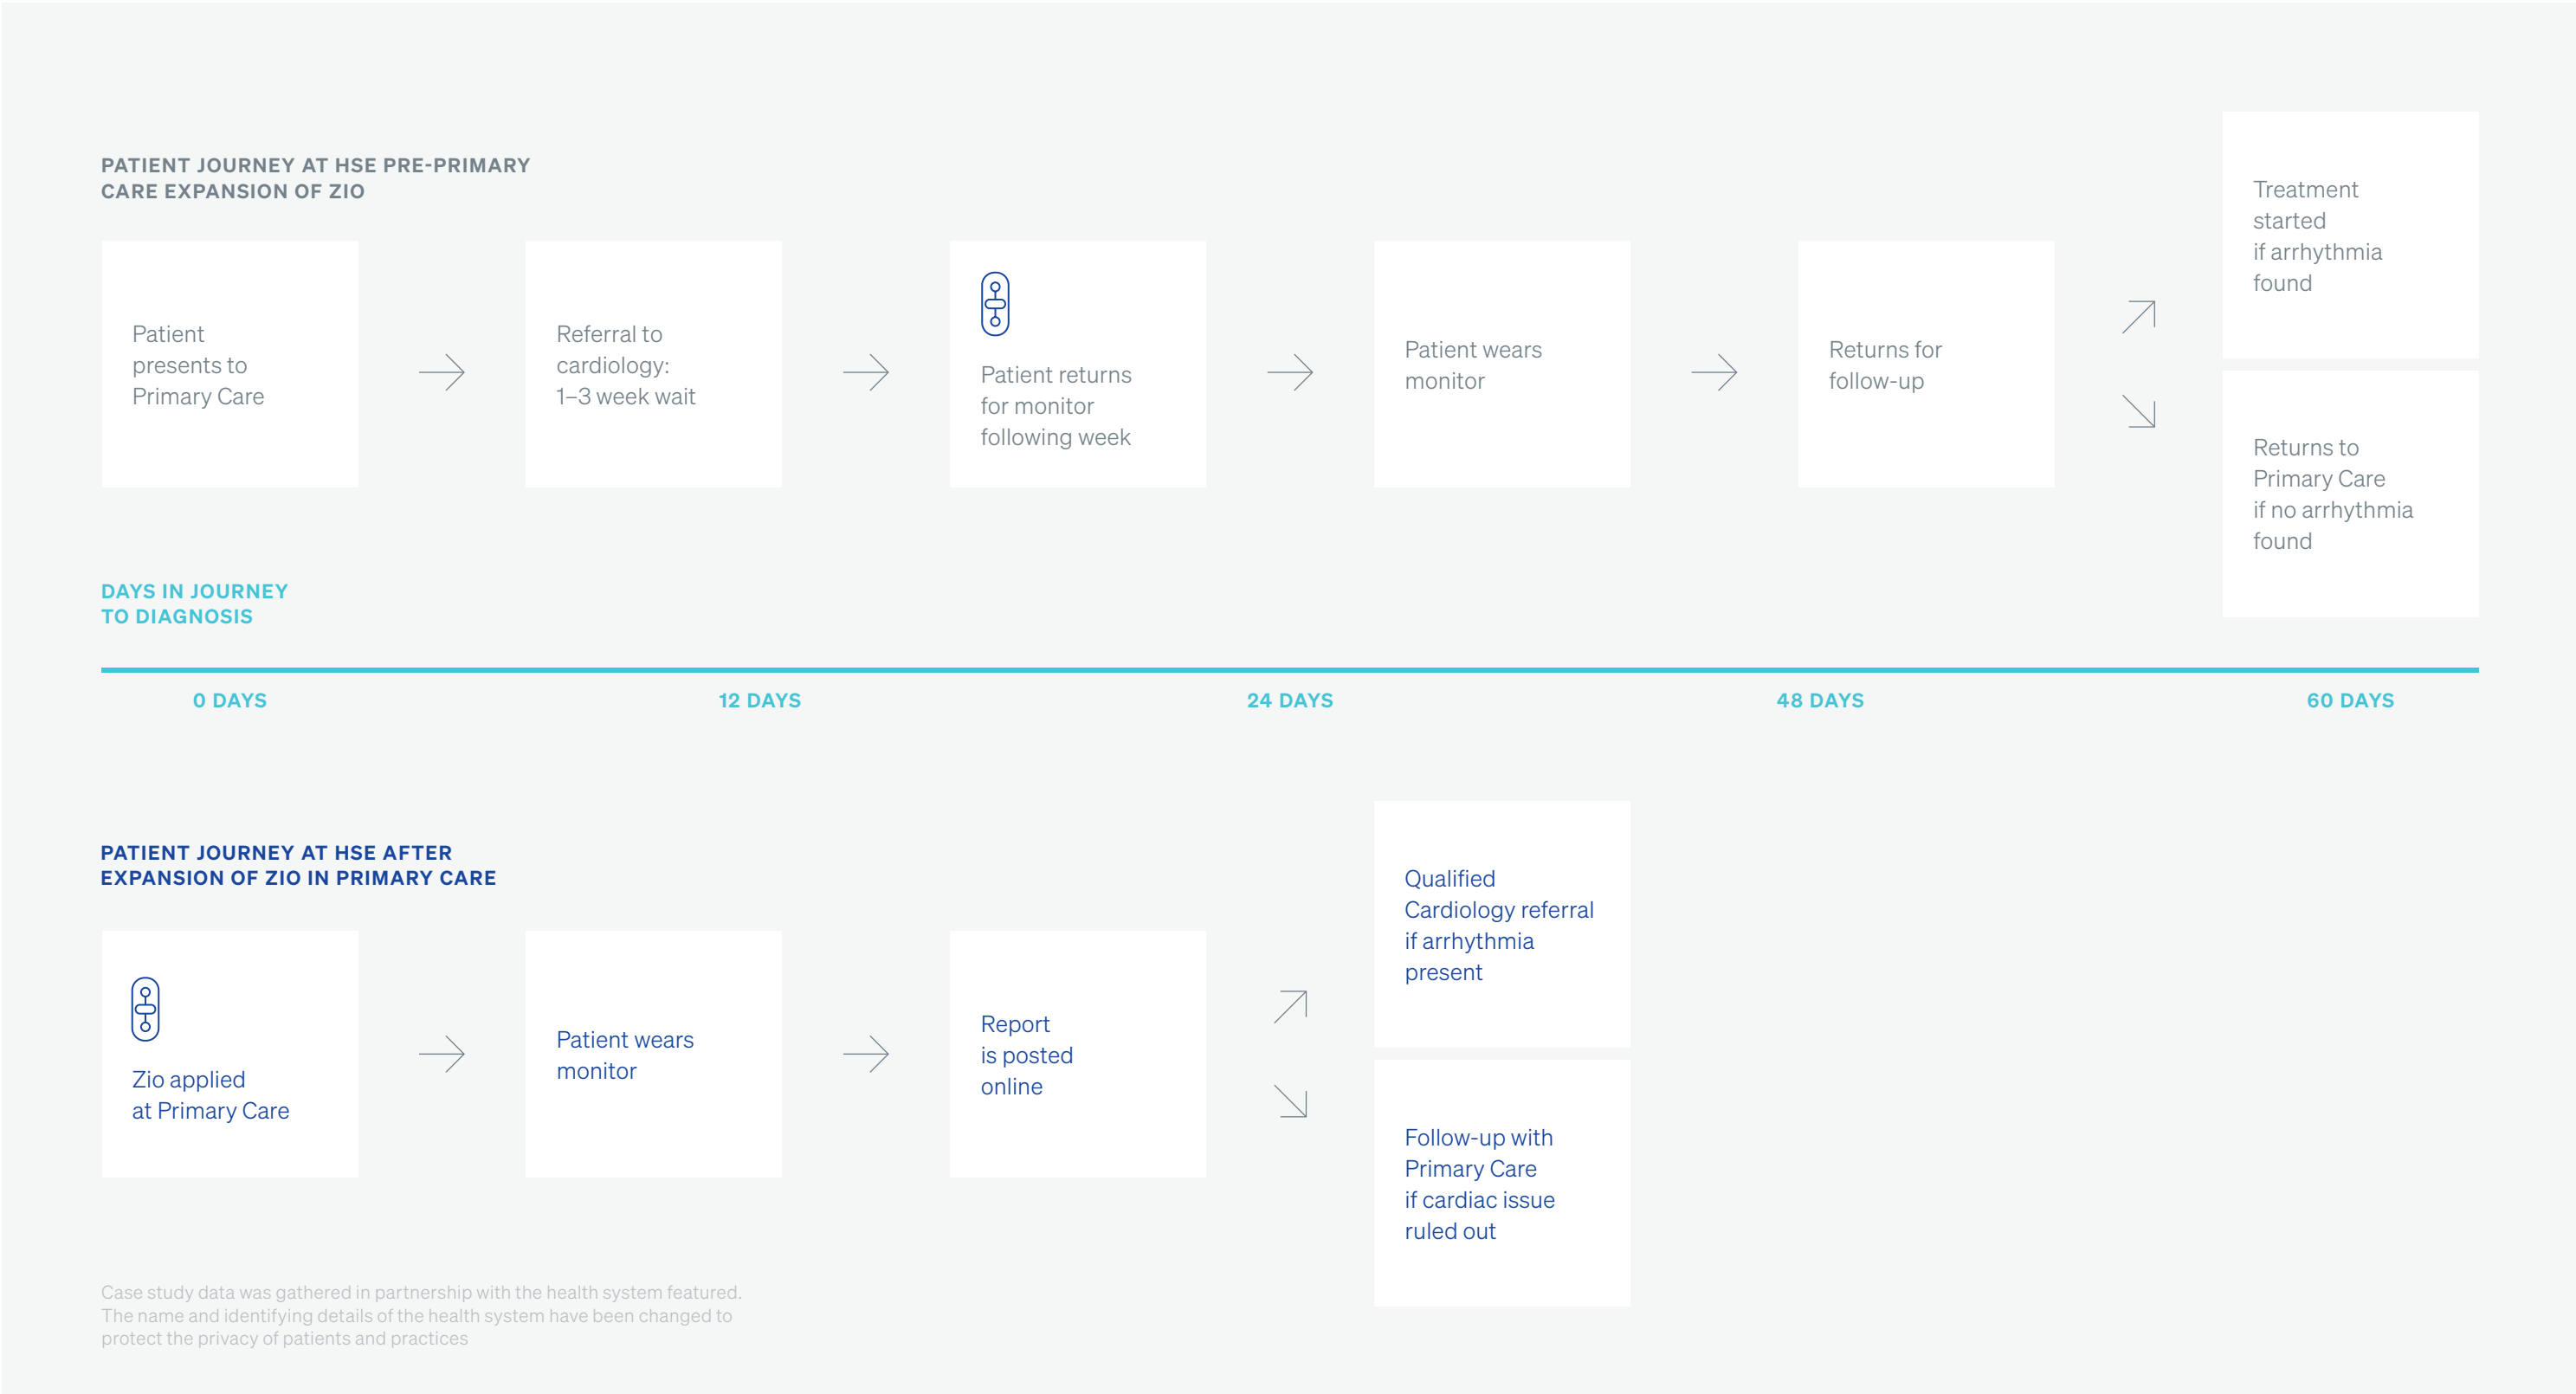 PATIENT JOURNEY AT HSE PRE-PRIMARY
CARE EXPANSION OF ZIO
Patient
presents to
Primary Care
Referral to
cardiology:
1–3 week wait
Patient returns
for monitor
following week
Patient wears
monitor
Returns for
follow-up
Treatment
started
if arrhythmia
found
Returns to
Primary Care
if no arrhythmia
found
DAYS IN JOURNEY
TO DIAGNOSIS
0 DAYS
12 DAYS
24 DAYS
48 DAYS
60 DAYS
PATIENT JOURNEY AT HSE AFTER
EXPANSION OF ZIO IN PRIMARY CARE
Zio applied
at Primary Care
Patient wears
monitor
Report
is posted
online
Qualified
Cardiology referral
if arrhythmia
present
Follow-up with
Primary Care
if cardiac issue
ruled out
Case study data was gathered in partnership with the health system featured.
The name and identifying details of the health system have been changed to
protect the privacy of patients and practices